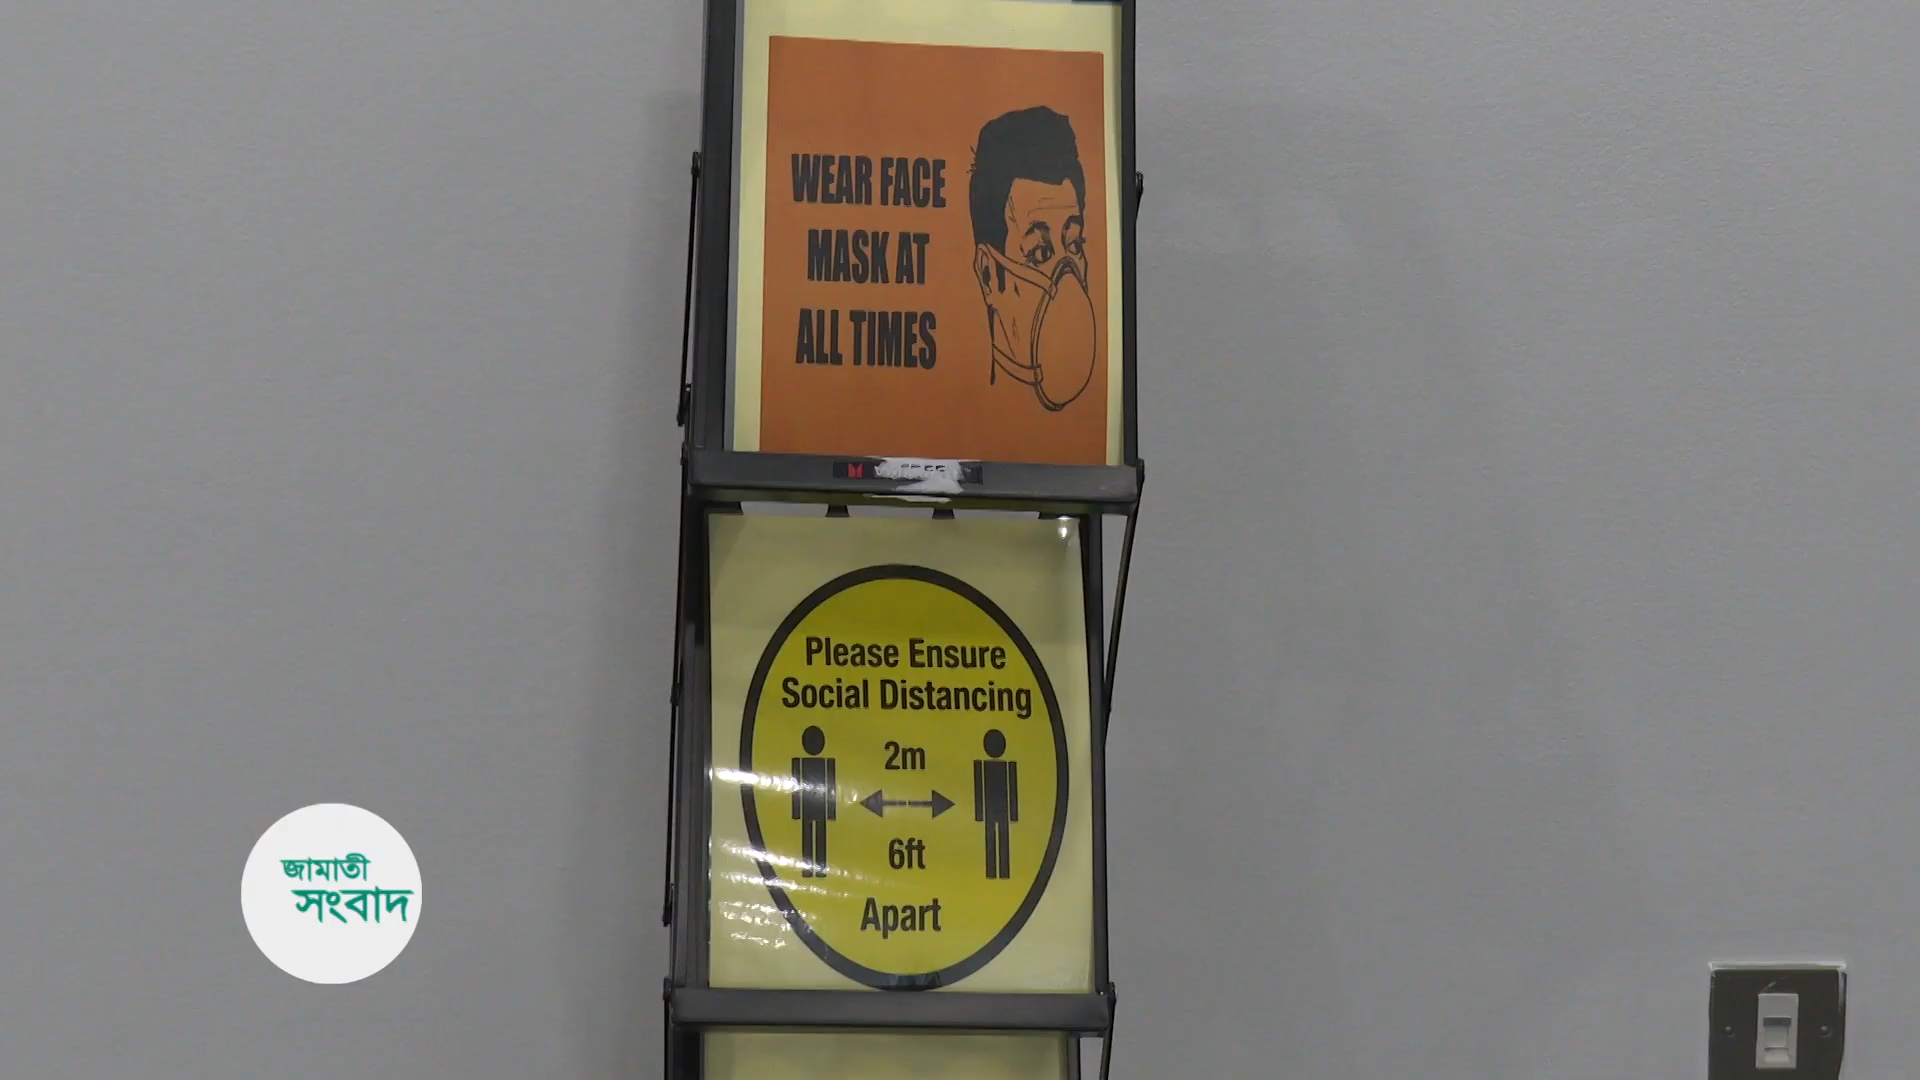 WEAR FACE
MASK AT
ALL TIMES
Please Ensure
Social Distancing
2m
6ft
Apart
জামাতী
সংবাদ